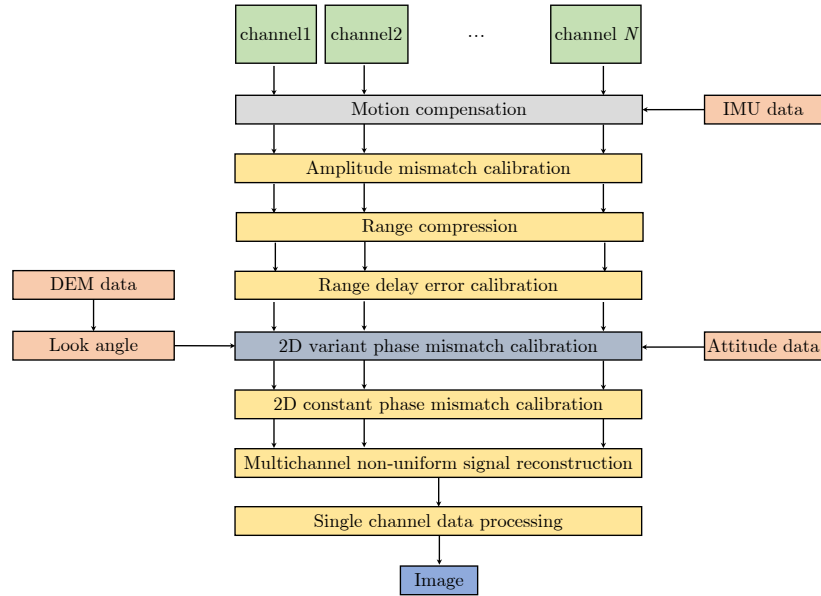 channel1
channel2
...
channel N
Motion compensation
IMU data
Amplitude mismatch calibration
Range compression
DEM data
Range delay error calibration
Look angle
2D variant phase mismatch calibration
Attitude data
2D constant phase mismatch calibration
Multichannel non-uniform signal reconstruction
Single channel data processing
Image